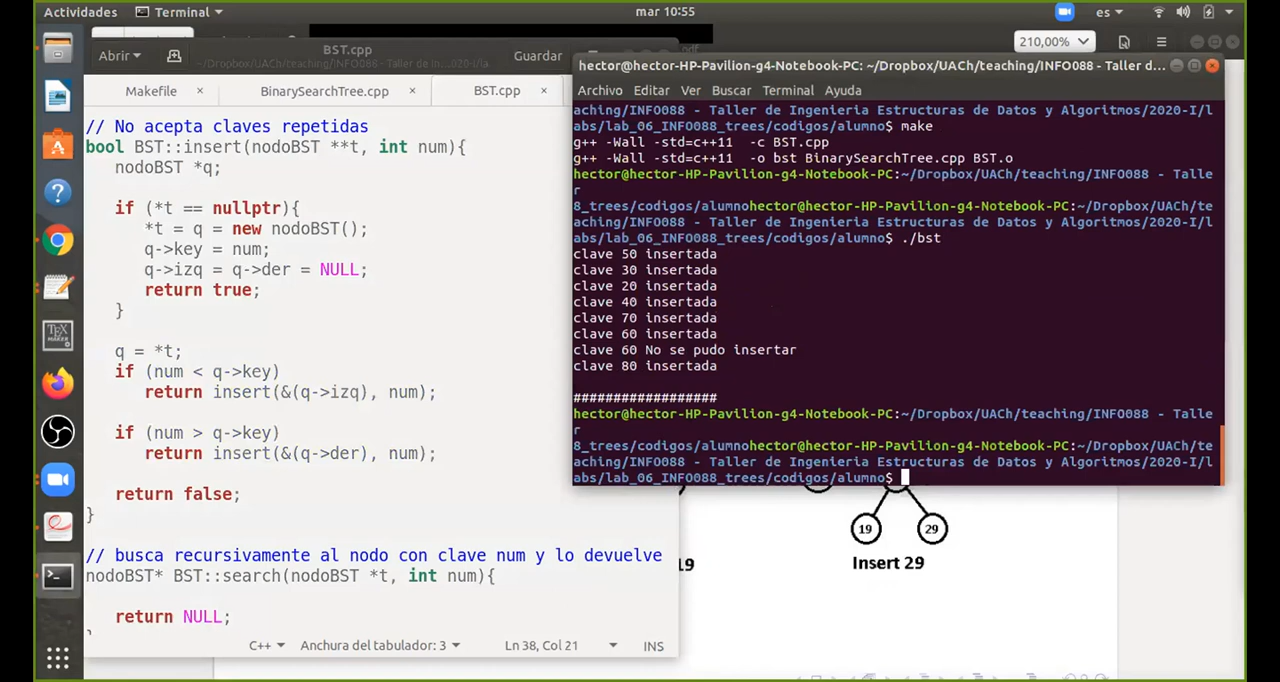 Actividades
Terminal
mar 10:55
es
Abrir
BST.cpp
Guardar
210,00%
Makefile
BinarySearchTree.cpp
BST.cpp
// No acepta claves repetidas
bool BST::insert(nodoBST **t, int num){
nodoBST *q;
if (*t == nullptr){
*t = q = new nodoBST();
q->key = num;
q->izq = q->der = NULL;
return true;
}
q = *t;
if (num < q->key)
return insert(&(q->izq), num);
if (num > q->key)
return insert(&(q->der), num);
return false;
}
// busca recursivamente al nodo con clave num y lo devuelve
nodoBST* BST::search(nodoBST *t, int num){
return NULL;
C++
Anchura del tabulador: 3
Ln 38, Col 21
INS
hector@hector-HP-Pavilion-g4-Notebook-PC: ~/Dropbox/UACh/teaching/INFO088 - Taller d...
Archivo Editar Ver Buscar Terminal Ayuda
aching/INFO088 - Taller de Ingenieria Estructuras de Datos y Algoritmos/2020-I/l
abs/lab_06_INFO088_trees/codigos/alumno$ make
g++ -Wall -std=c++11 -c BST.cpp
g++ -Wall -std=c++11 -o bst BinarySearchTree.cpp BST.o
hector@hector-HP-Pavilion-g4-Notebook-PC:~/Dropbox/UACh/teaching/INFO088 - Talle
r
8_trees/codigos/alumnohector@hector-HP-Pavilion-g4-Notebook-PC:~/Dropbox/UACh/te
aching/INFO088 - Taller de Ingenieria Estructuras de Datos y Algoritmos/2020-I/l
abs/lab_06_INFO088_trees/codigos/alumno$ ./bst
clave 50 insertada
clave 30 insertada
clave 20 insertada
clave 40 insertada
clave 70 insertada
clave 60 insertada
clave 60 No se pudo insertar
clave 80 insertada
##################
hector@hector-HP-Pavilion-g4-Notebook-PC:~/Dropbox/UACh/teaching/INFO088 - Talle
r
8_trees/codigos/alumnohector@hector-HP-Pavilion-g4-Notebook-PC:~/Dropbox/UACh/te
aching/INFO088 - Taller de Ingenieria Estructuras de Datos y Algoritmos/2020-I/l
abs/lab_06_INFO088_trees/codigos/alumno$
19 29
19
Insert 29